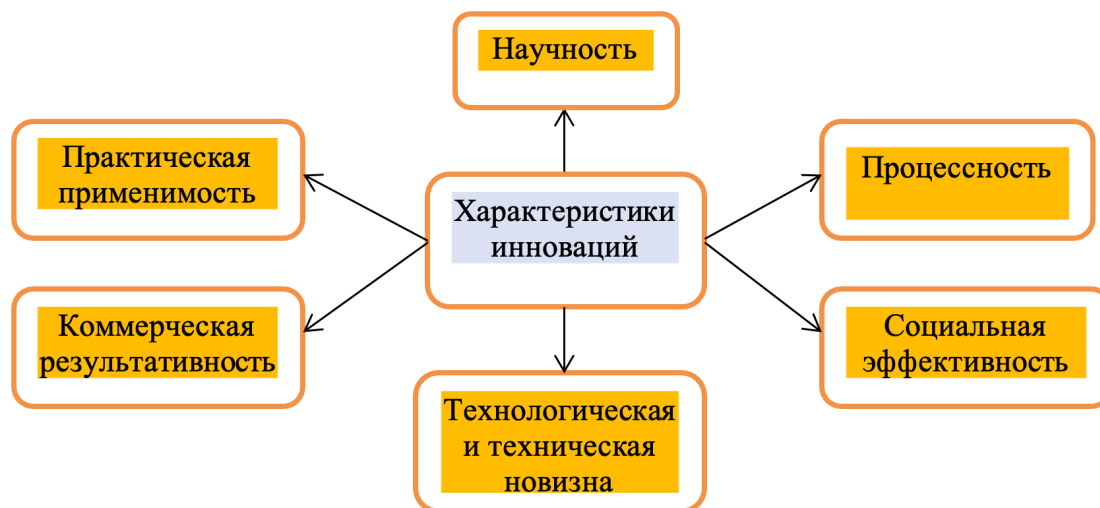 Научность
Практическая
применимость
Процессность
Характеристики
инноваций
Коммерческая
результативность
Социальная
эффективность
Технологическая
и техническая
новизна